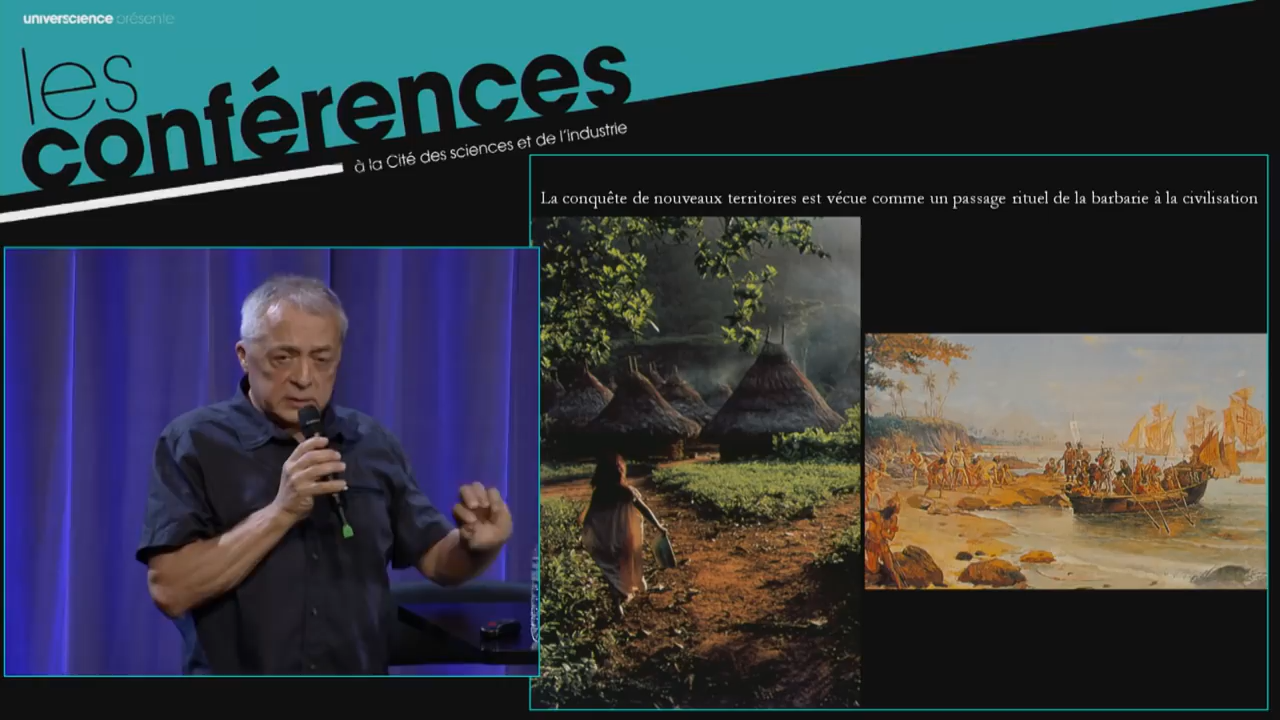 universcience présente
les
conférences
à la Cité des sciences et de l'industrie
La conquête de nouveaux territoires est vécue comme un passage rituel de la barbarie à la civilisation